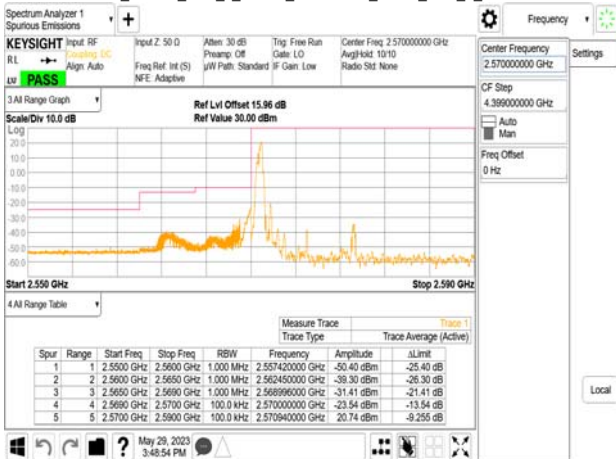 Spectrum Analyzer 1
Spurious Emissions
+
Frequency
KEYSIGHT
RL
LV PASS
Input: RF
Coupling: DC
Align: Auto
Input Z: 50 Ω
Freq Ref: Int (S)
NFE: Adaptive
Atten: 30 dB
Preamp: Off
µW Path: Standard
Trig: Free Run
Gate: LO
IF Gain: Low
Center Freq: 2.570000000 GHz
Avg|Hold: 10/10
Radio Std: None
Center Frequency
2.570000000 GHz
Settings
CF Step
4.399000000 GHz
Auto
Man
Freq Offset
0 Hz
Local
3 All Range Graph
Scale/Div 10.0 dB
Ref Lvl Offset 15.96 dB
Ref Value 30.00 dBm
Log
20.0
10.0
0.00
-10.0
-20.0
-30.0
-40.0
-50.0
-60.0
Start 2.550 GHz
Stop 2.590 GHz
4 All Range Table
Measure Trace Trace 1
Trace Type Trace Average (Active)
Spur Range Start Freq Stop Freq RBW Frequency Amplitude ΔLimit
1 1 2.5500 GHz 2.5600 GHz 1.000 MHz 2.557420000 GHz -50.40 dBm -25.40 dB
2 2 2.5600 GHz 2.5650 GHz 1.000 MHz 2.562450000 GHz -39.30 dBm -26.30 dB
3 3 2.5650 GHz 2.5690 GHz 1.000 MHz 2.568996000 GHz -31.41 dBm -21.41 dB
4 4 2.5690 GHz 2.5700 GHz 100.0 kHz 2.570000000 GHz -23.54 dBm -13.54 dB
5 5 2.5700 GHz 2.5900 GHz 100.0 kHz 2.570940000 GHz 20.74 dBm -9.255 dB
?
May 29, 2023
3:48:54 PM